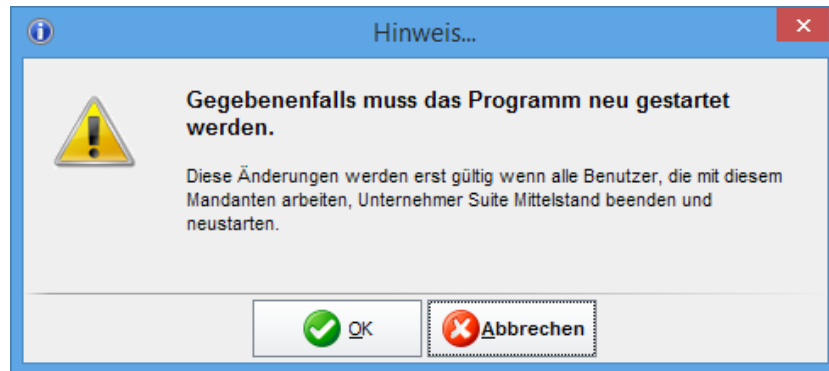 Hinweis...
Gegebenenfalls muss das Programm neu gestartet
werden.
Diese Änderungen werden erst gültig wenn alle Benutzer, die mit diesem
Mandanten arbeiten, Unternehmer Suite Mittelstand beenden und
neustarten.
OK
Abbrechen